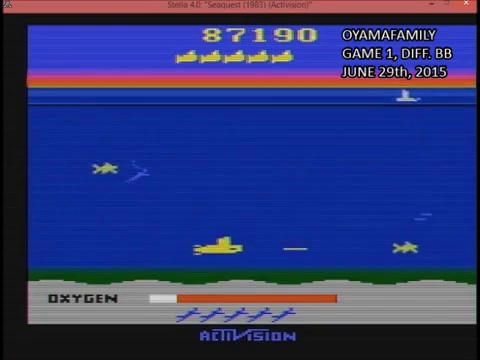 Stella 4.0: "Seaquest (1983) (Activision)"
87190
OYAMAFAMILY
GAME 1, DIFF. BB
JUNE 29th, 2015
OXYGEN
ACTIVISION